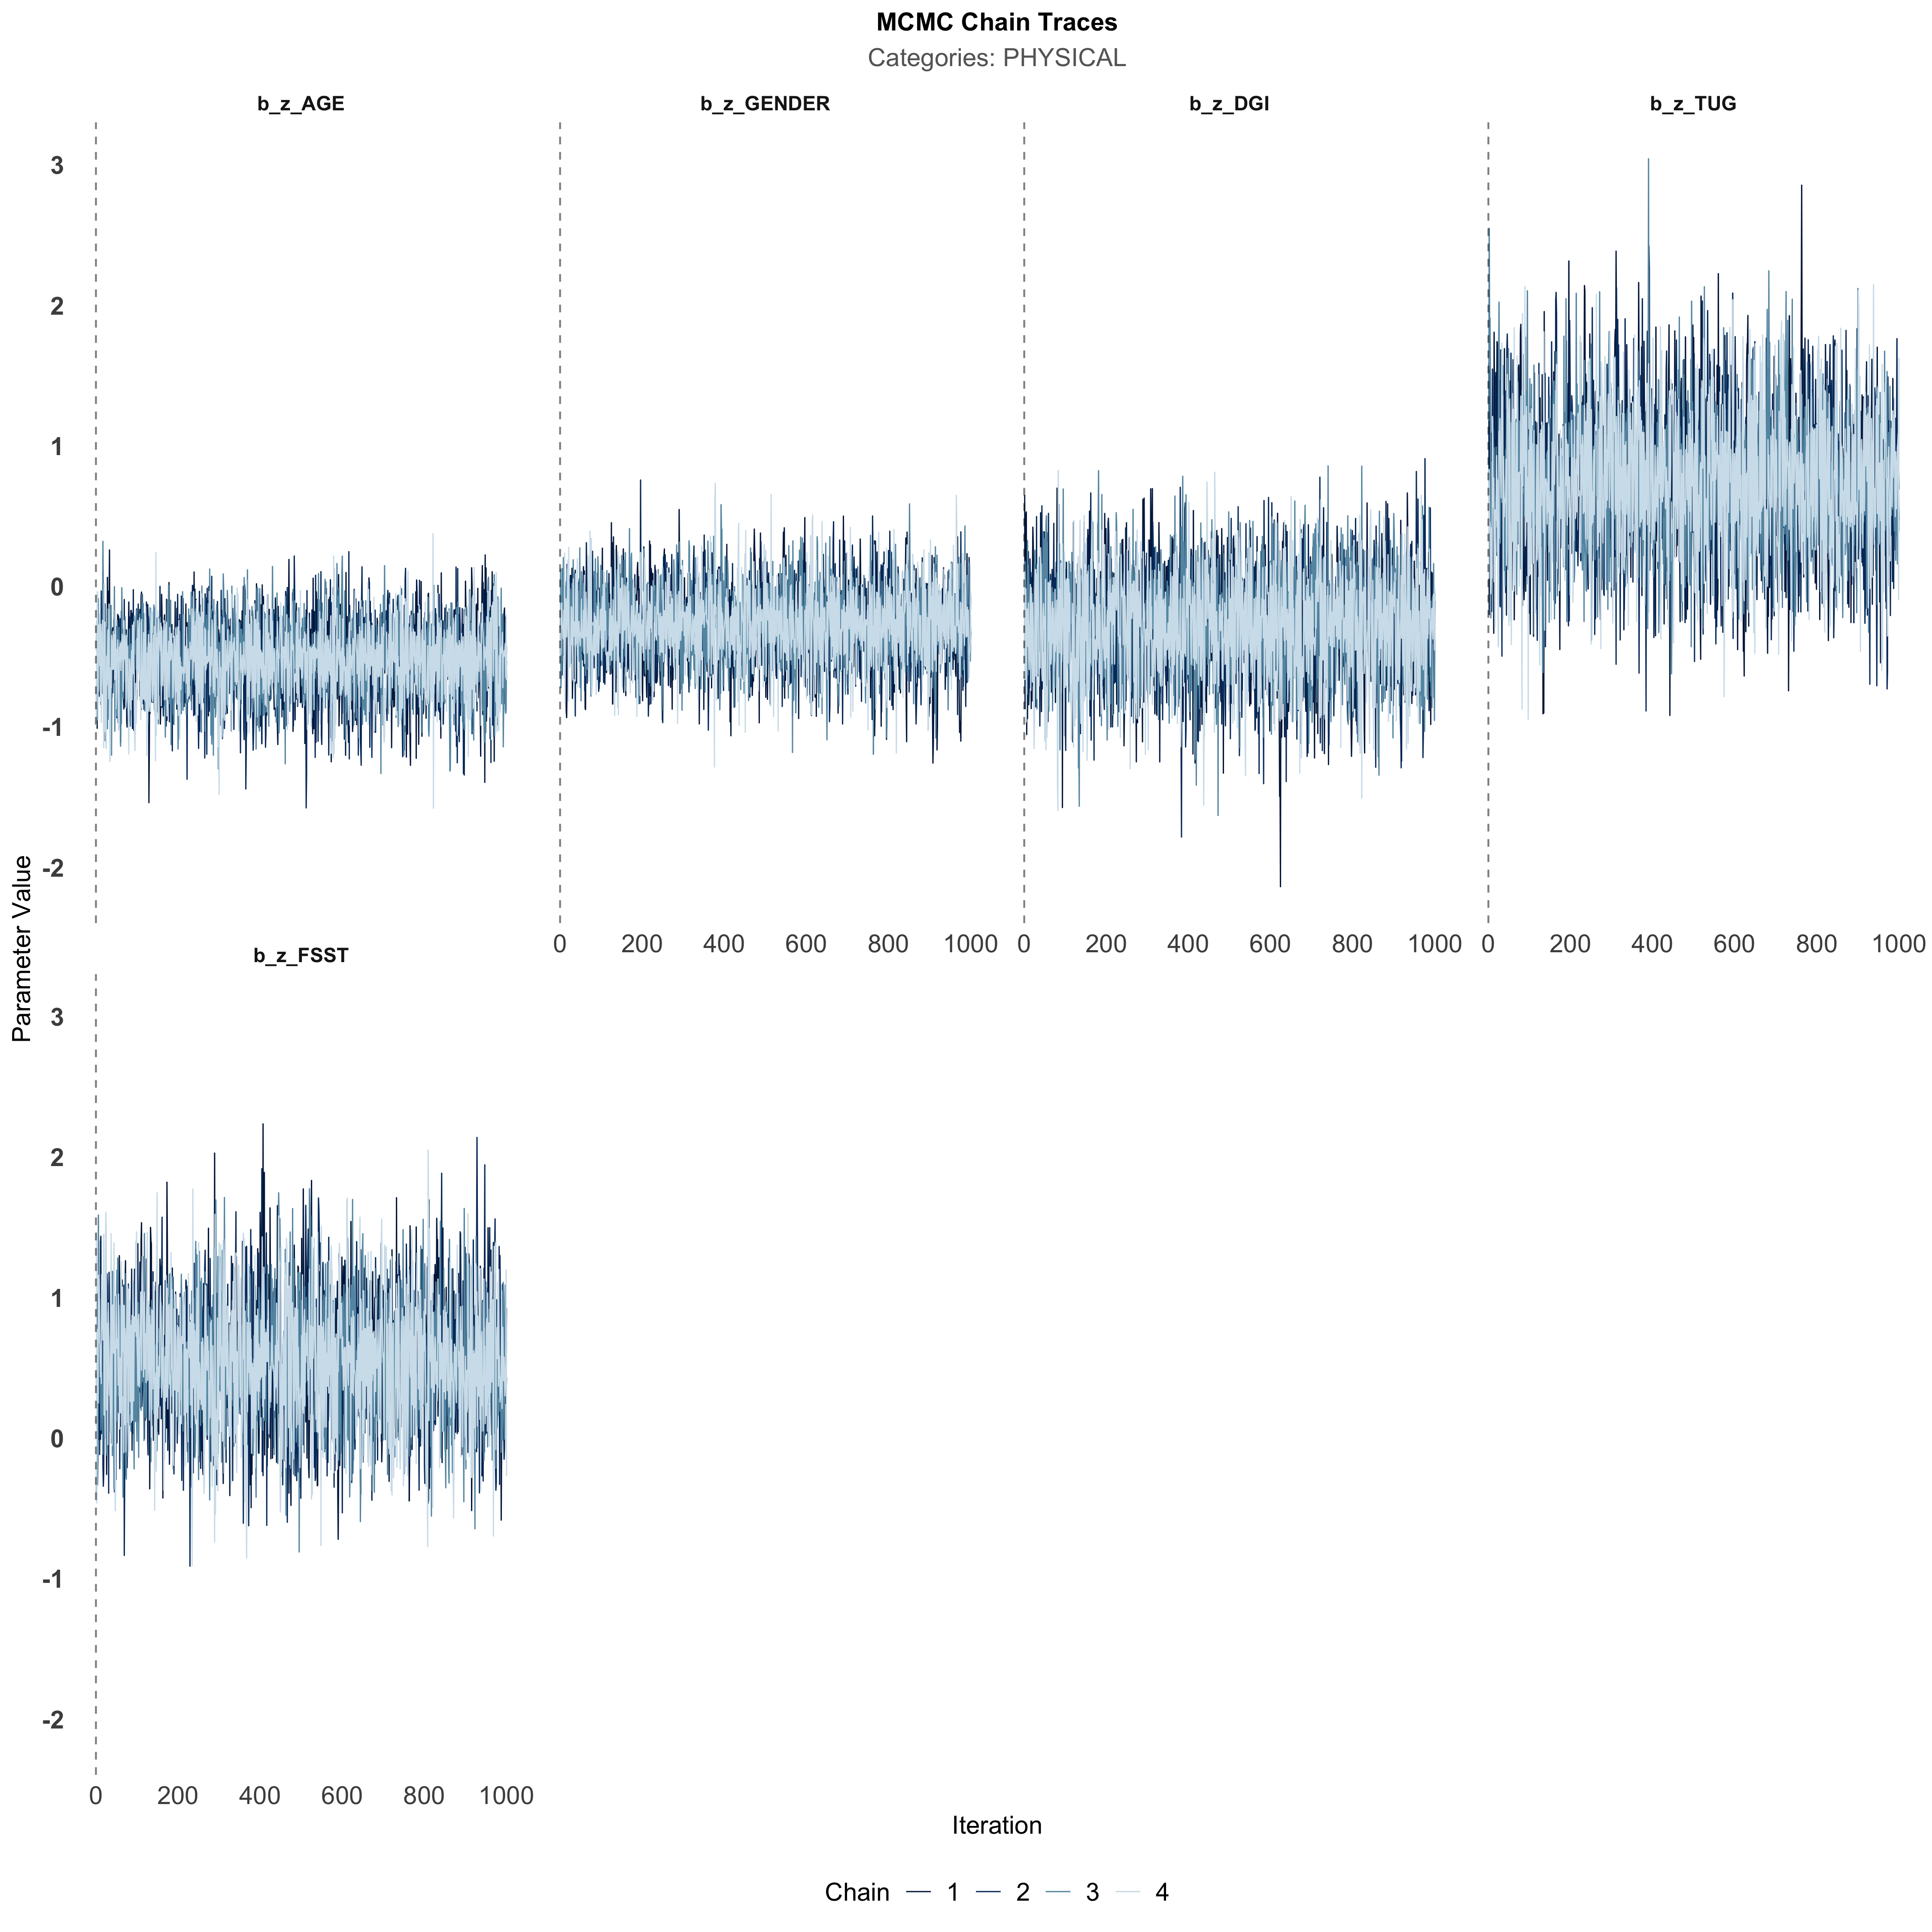 MCMC Chain Traces
Categories: PHYSICAL
b_z_AGE b_z_GENDER b_z_DGI b_z_TUG
3
2
1
0
-1
-2
0 200 400 600 800 1000 0 200 400 600 800 1000 0 200 400 600 800 1000
Parameter Value
b_z_FSST
3
2
1
0
-1
-2
0 200 400 600 800 1000
Iteration
Chain 1 2 3 4